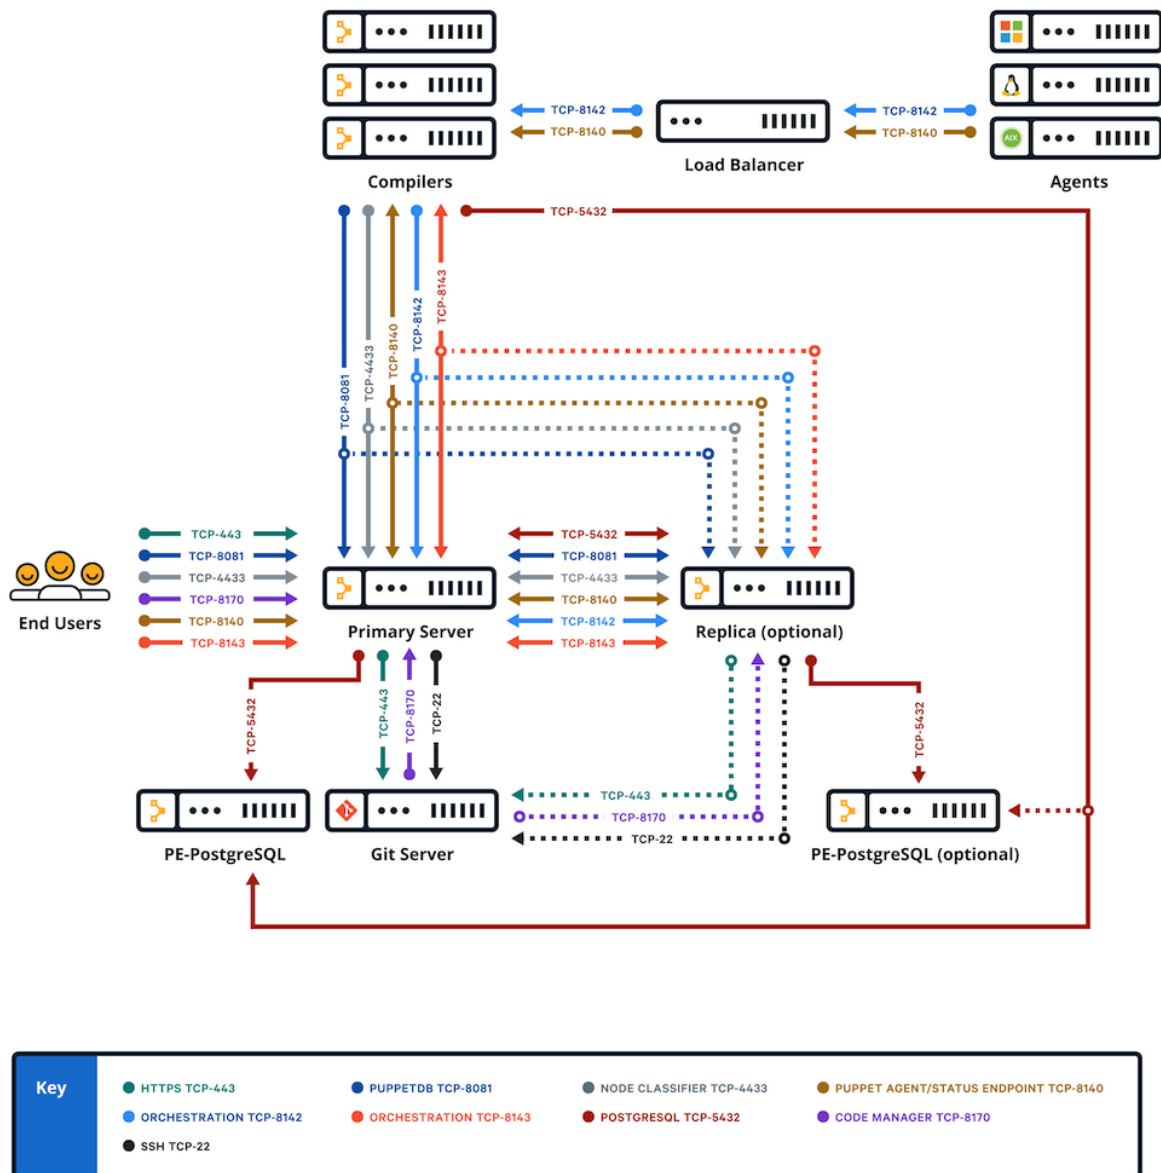 TCP-8142
TCP-8140
TCP-8142
TCP-8140
AIX
Compilers
Load Balancer
Agents
TCP-5432
TCP-8081
TCP-4433
TCP-8140
TCP-8142
TCP-8143
TCP-443
TCP-8081
TCP-4433
TCP-8170
TCP-8140
TCP-8143
TCP-5432
TCP-8081
TCP-4433
TCP-8140
TCP-8142
TCP-8143
End Users
Primary Server
Replica (optional)
TCP-5432
TCP-443
TCP-8170
TCP-22
TCP-5432
TCP-443
TCP-8170
TCP-22
PE-PostgreSQL
Git Server
PE-PostgreSQL (optional)
Key
HTTPS TCP-443
PUPPETDB TCP-8081
NODE CLASSIFIER TCP-4433
PUPPET AGENT/STATUS ENDPOINT TCP-8140
ORCHESTRATION TCP-8142
ORCHESTRATION TCP-8143
POSTGRESQL TCP-5432
CODE MANAGER TCP-8170
SSH TCP-22